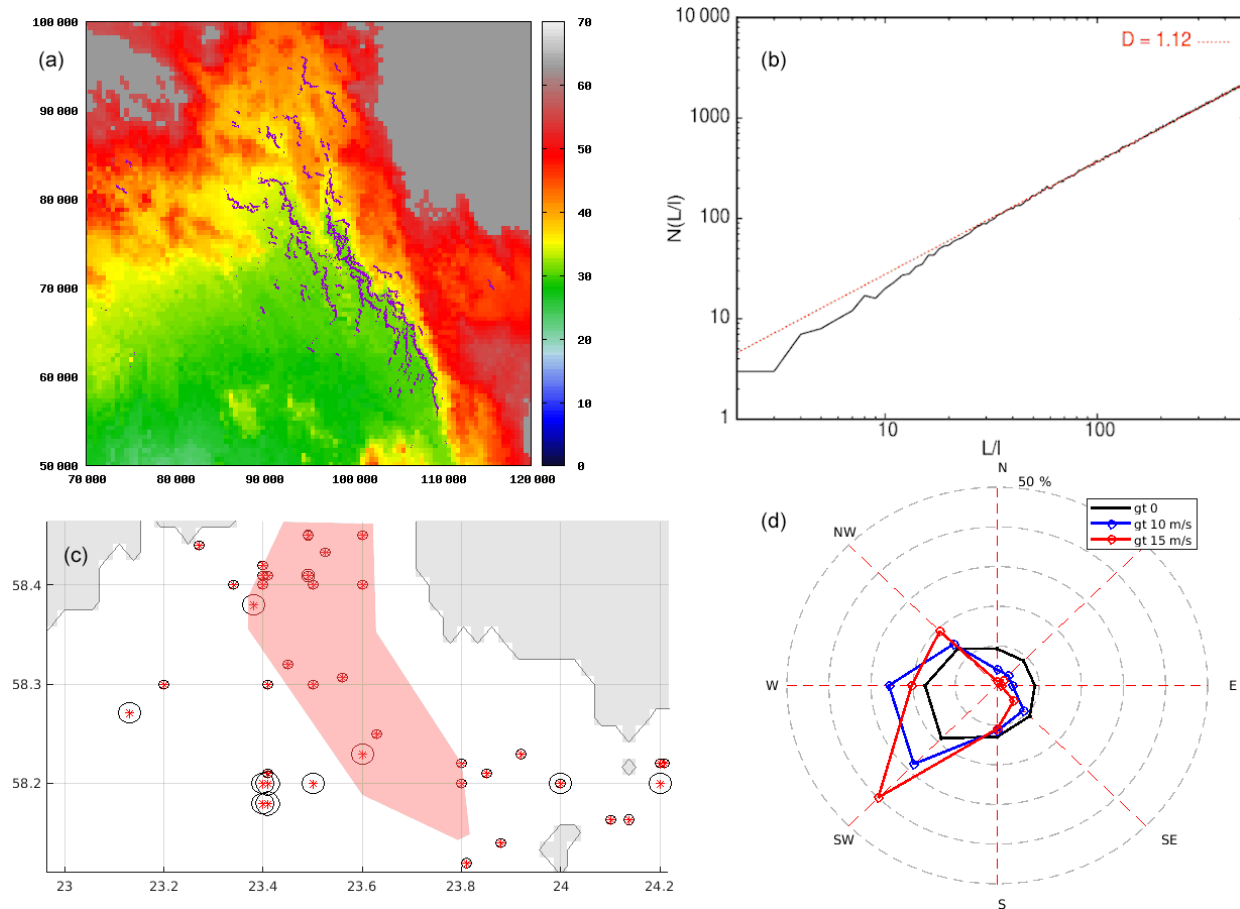 (a)
100 000
90 000
80 000
70 000
60 000
50 000
70 000 80 000 90 000 100 000 110 000 120 000
70
60
50
40
30
20
10
0
(b)
D = 1.12
10 000
1000
100
10
1
N(L/l)
10 100
L/l
(c)
58.4
58.3
58.2
23 23.2 23.4 23.6 23.8 24 24.2
(d)
N
50 %
gt 0
gt 10 m/s
gt 15 m/s
NW
W
E
SW
SE
S